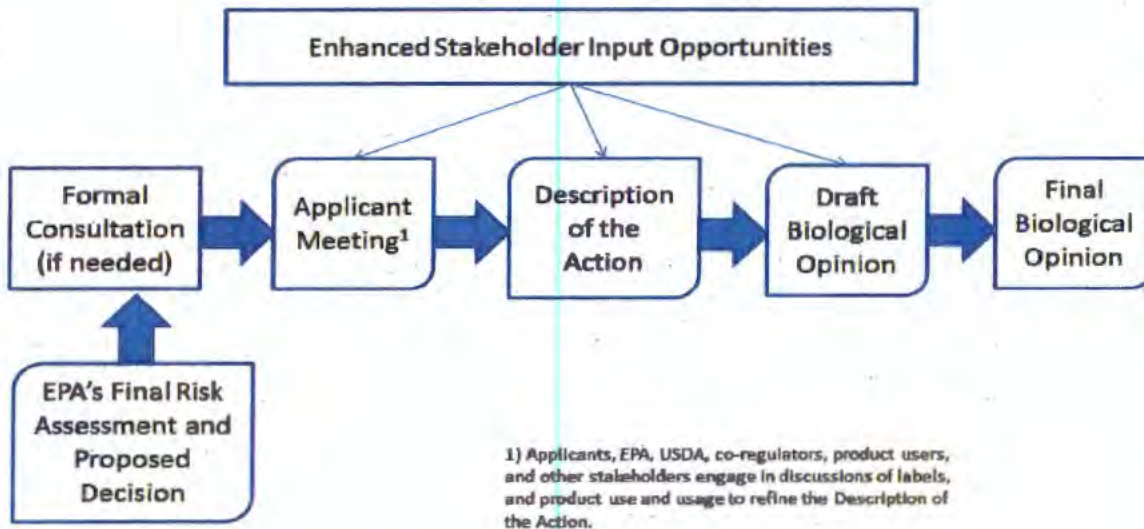 Enhanced Stakeholder Input Opportunities
Formal
Consultation
(if needed)
Applicant
Meeting¹
Description
of the
Action
Draft
Biological
Opinion
Final
Biological
Opinion
EPA's Final Risk
Assessment and
Proposed
Decision
1) Applicants, EPA, USDA, co-regulators, product users,
and other stakeholders engage in discussions of labels,
and product use and usage to refine the Description of
the Action.